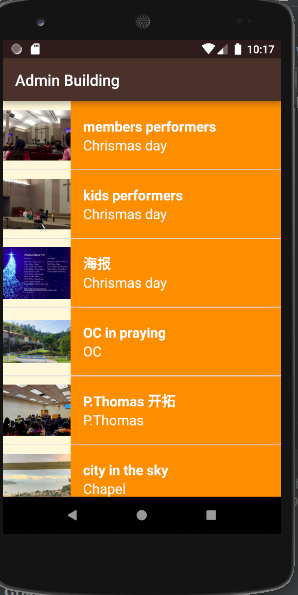 10:17
Admin Building
members performers
Chrismas day
kids performers
Chrismas day
海报
Chrismas day
OC in praying
OC
P.Thomas 开拓
P.Thomas
city in the sky
Chapel